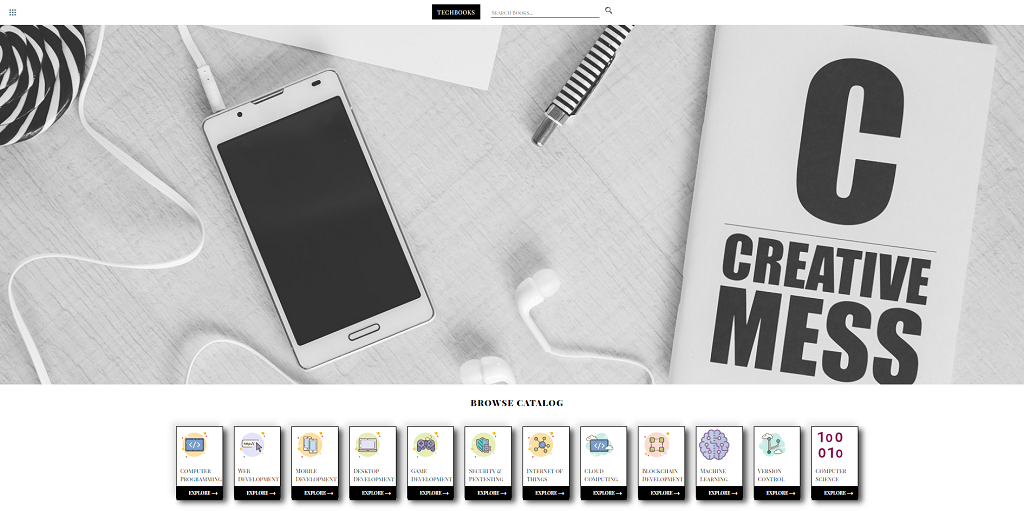 TECHBOOKS
Search Books...
C
CREATIVE
MESS
BROWSE CATALOG
Computer
Programming
Web
Development
Mobile
Development
Desktop
Development
Game
Development
Security &
Pentesting
Internet of
Things
Cloud
Computing
Blockchain
Development
Machine
Learning
Version
Control
100
010
Computer
Science
EXPLORE →
EXPLORE →
EXPLORE →
EXPLORE →
EXPLORE →
EXPLORE →
EXPLORE →
EXPLORE →
EXPLORE →
EXPLORE →
EXPLORE →
EXPLORE →